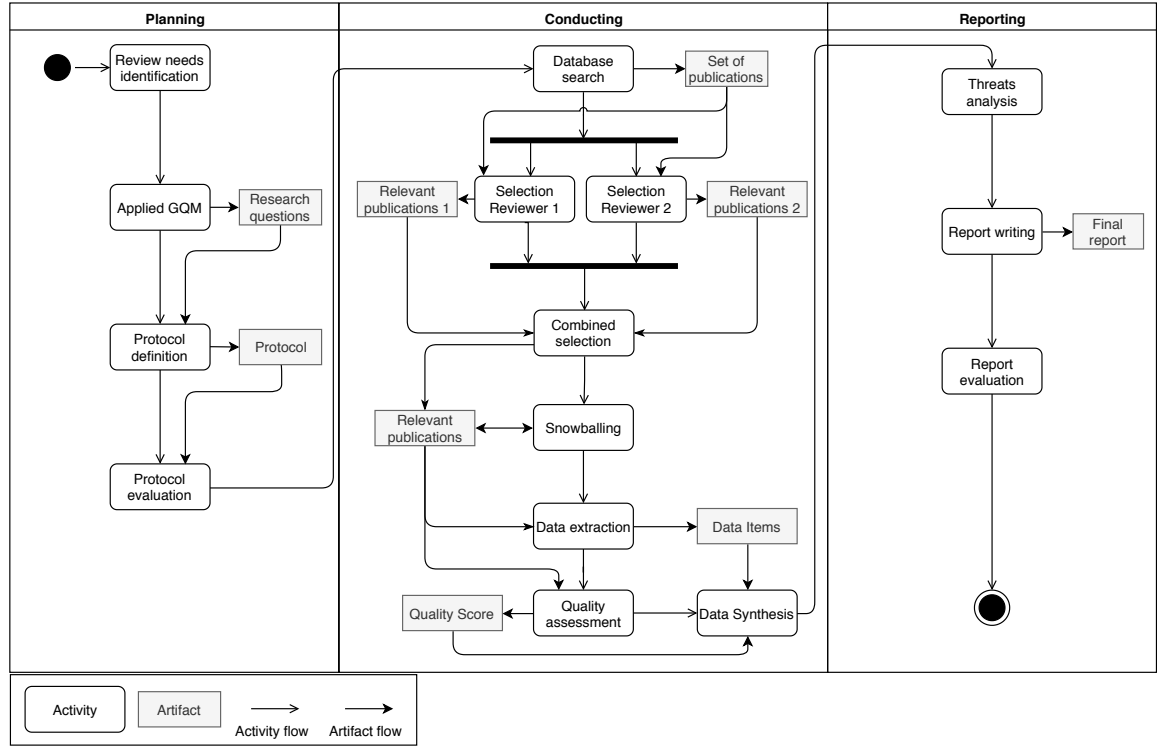 Planning
Conducting
Reporting
Review needs
identification
Applied GQM
Research
questions
Protocol
definition
Protocol
Protocol
evaluation
Database
search
Set of
publications
Relevant
publications 1
Selection
Reviewer 1
Selection
Reviewer 2
Relevant
publications 2
Combined
selection
Relevant
publications
Snowballing
Data extraction
Data Items
Quality Score
Quality
assessment
Data Synthesis
Threats
analysis
Report writing
Final
report
Report
evaluation
Activity
Artifact
Activity flow
Artifact flow